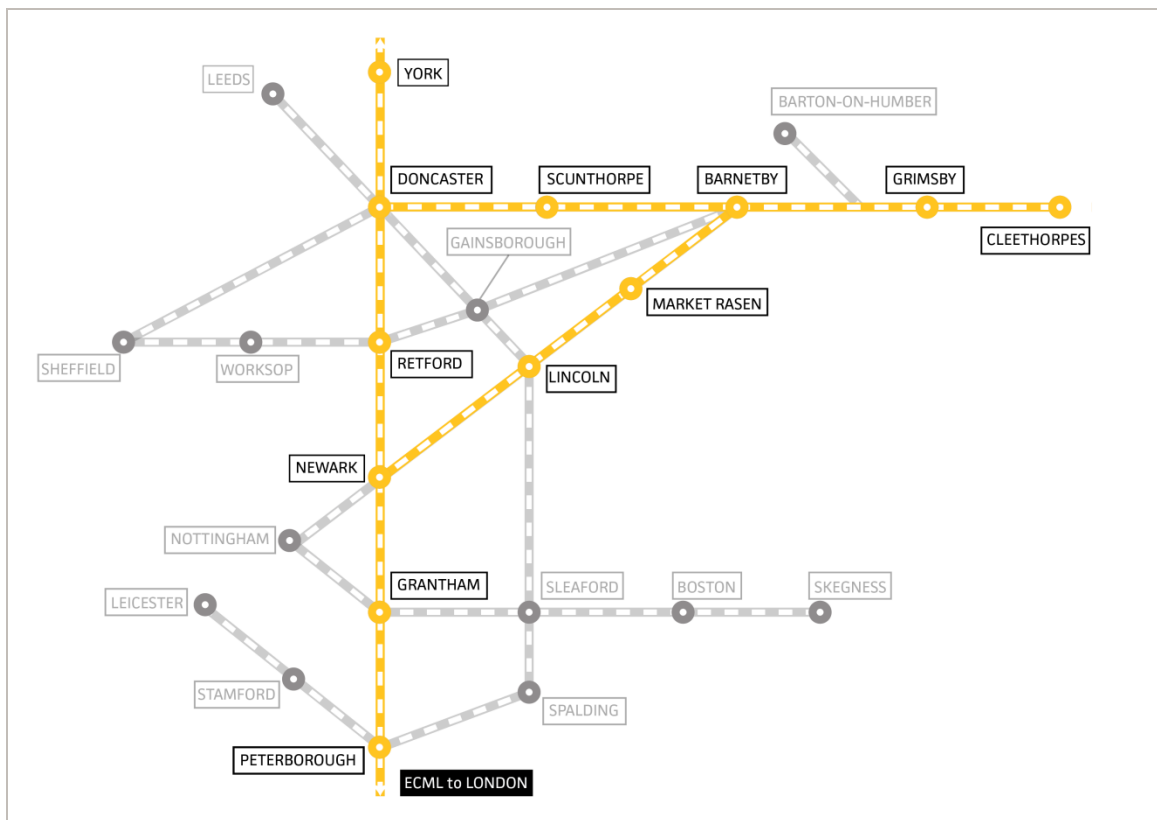 YORK
LEEDS
BARTON-ON-HUMBER
DONCASTER
SCUNTHORPE
BARNETBY
GRIMSBY
GAINSBOROUGH
CLEETHORPES
MARKET RASEN
SHEFFIELD
WORKSOP
RETFORD
LINCOLN
NEWARK
NOTTINGHAM
GRANTHAM
SLEAFORD
BOSTON
SKEGNESS
LEICESTER
STAMFORD
SPALDING
PETERBOROUGH
ECML to LONDON